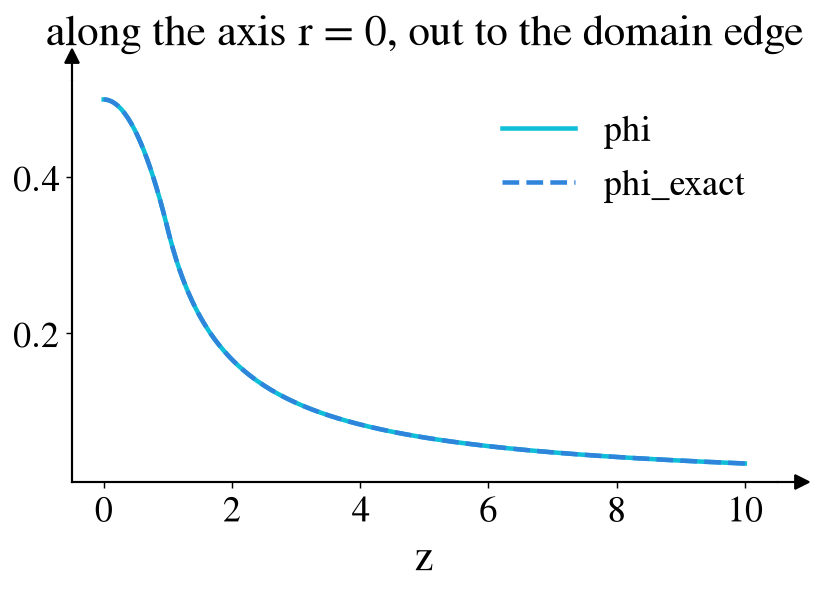 along the axis r = 0, out to the domain edge
phi
phi_exact
0.4
0.2
0 2 4 6 8 10
z